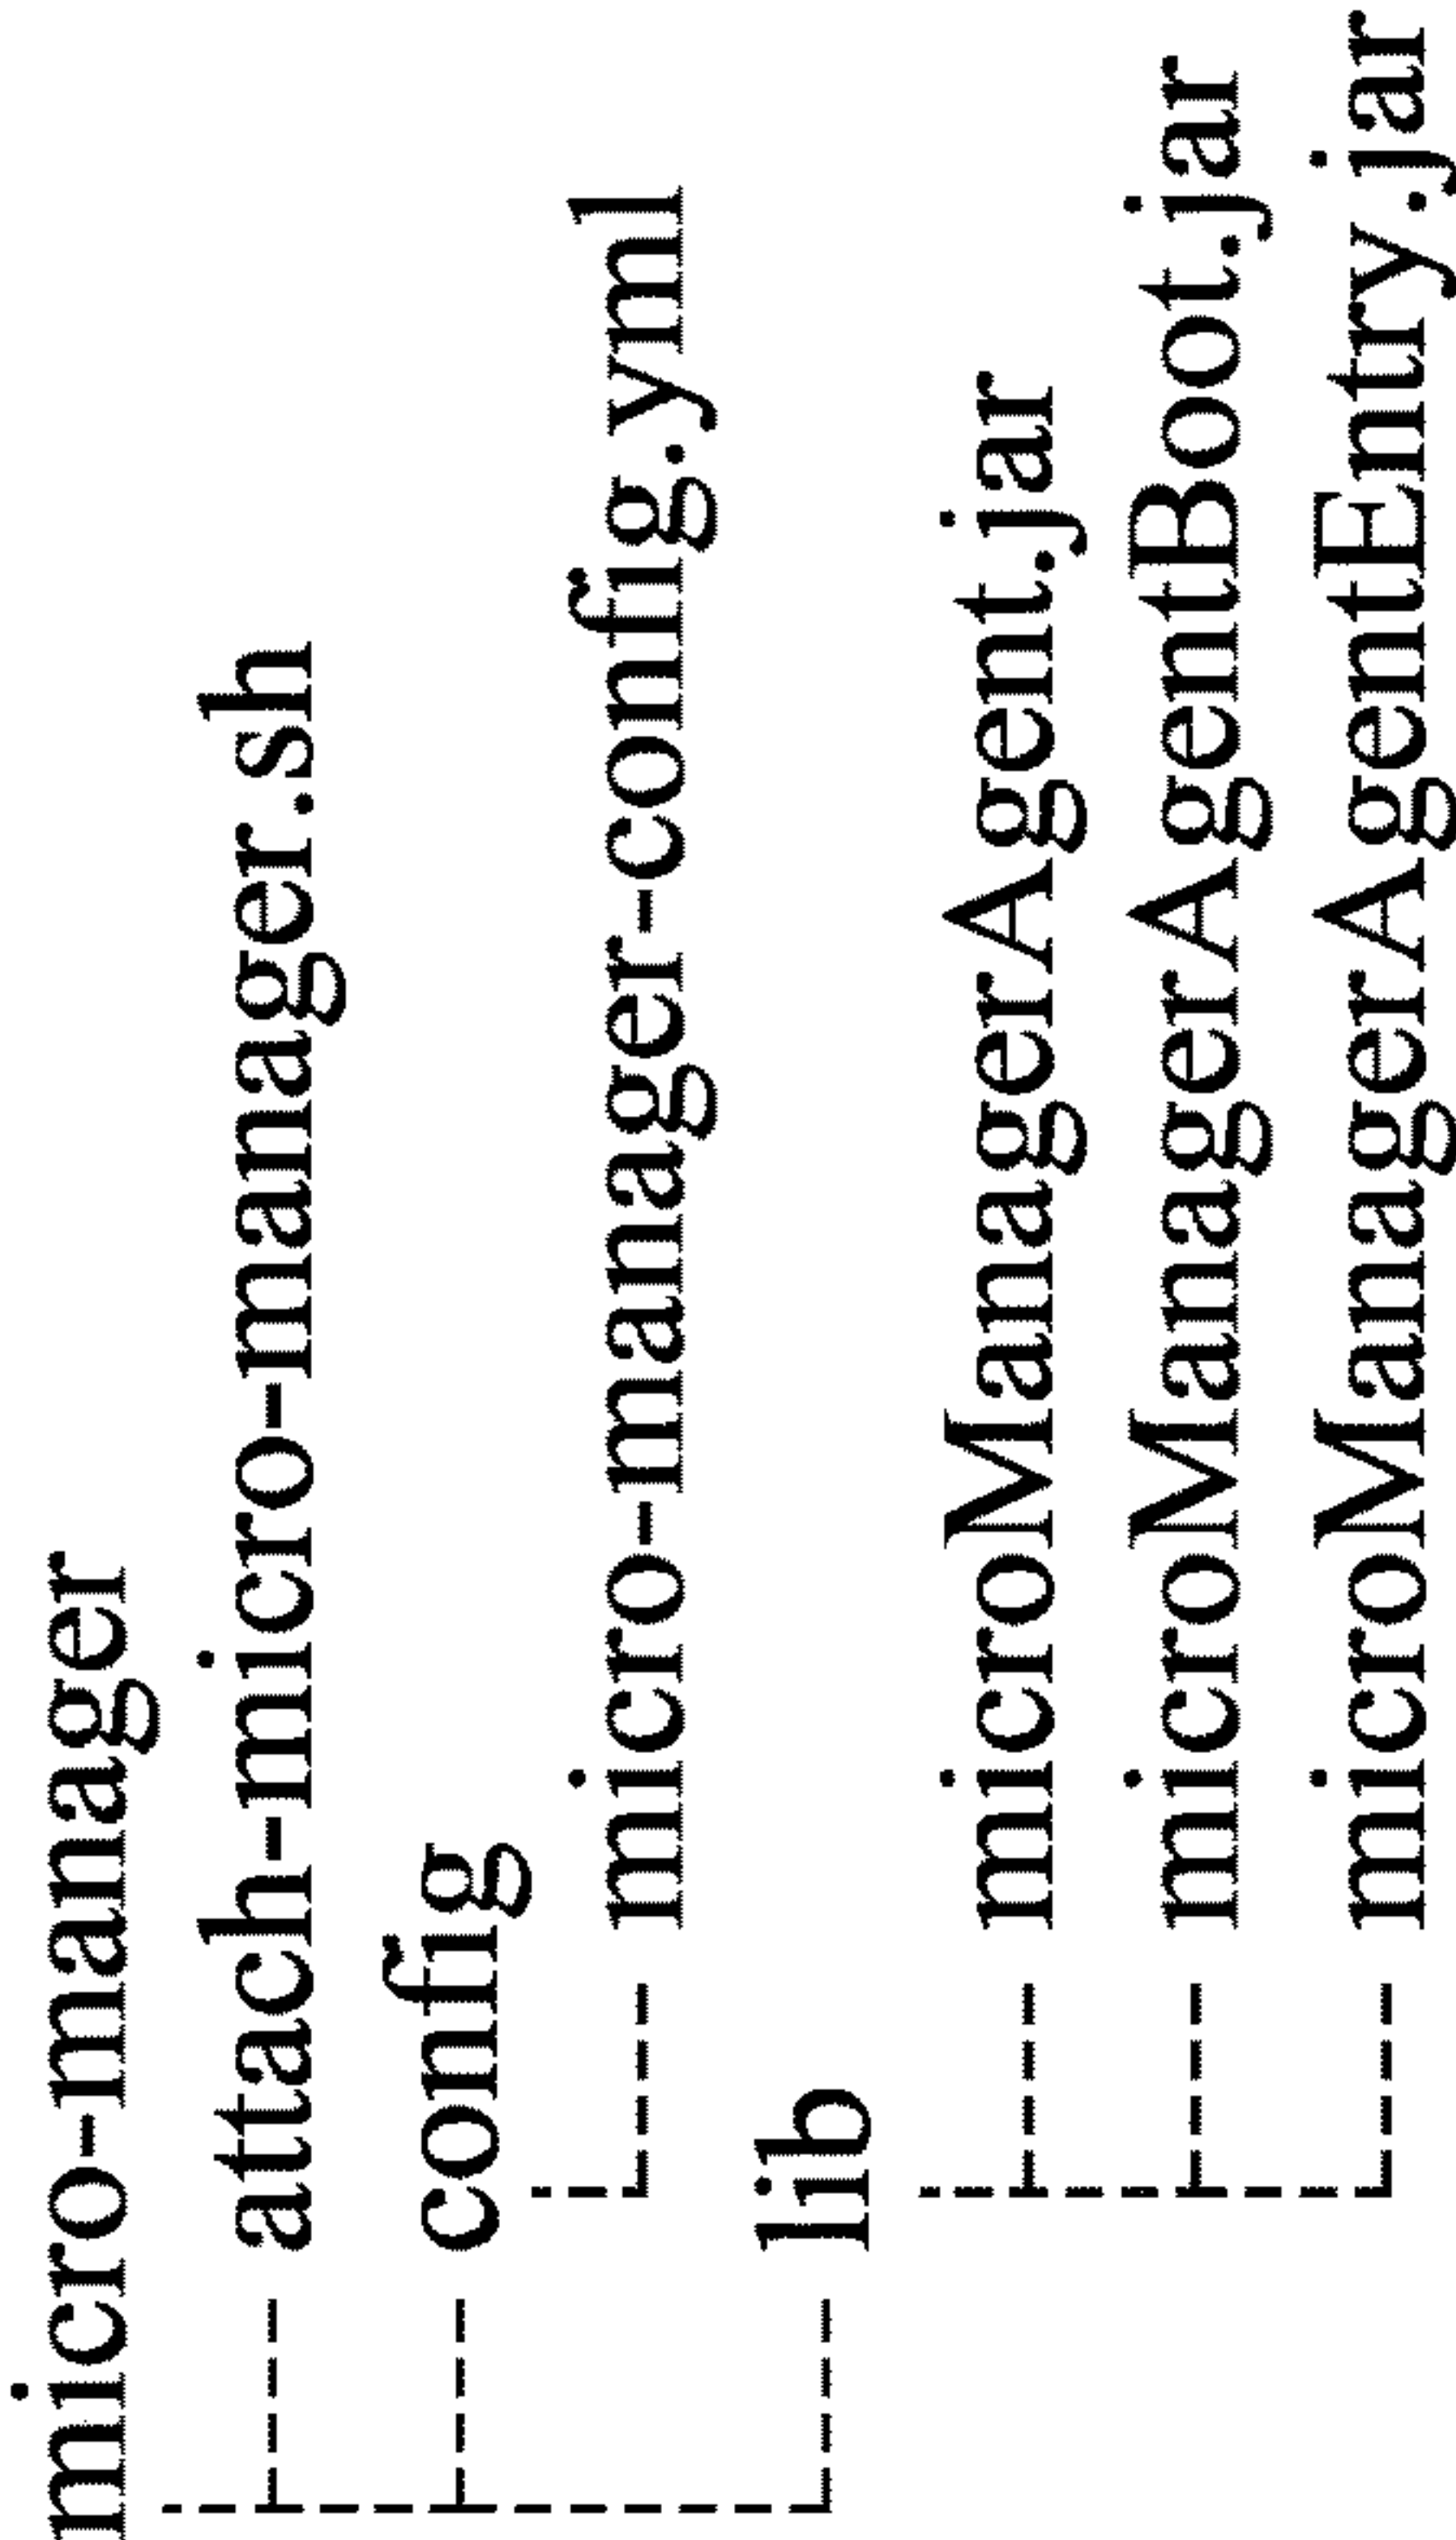 micro-manager
attach-micro-manager.sh
config
micro-manager-config.yml
lib
microManagerAgent.jar
microManagerAgentBoot.jar
microManagerAgentEntry.jar